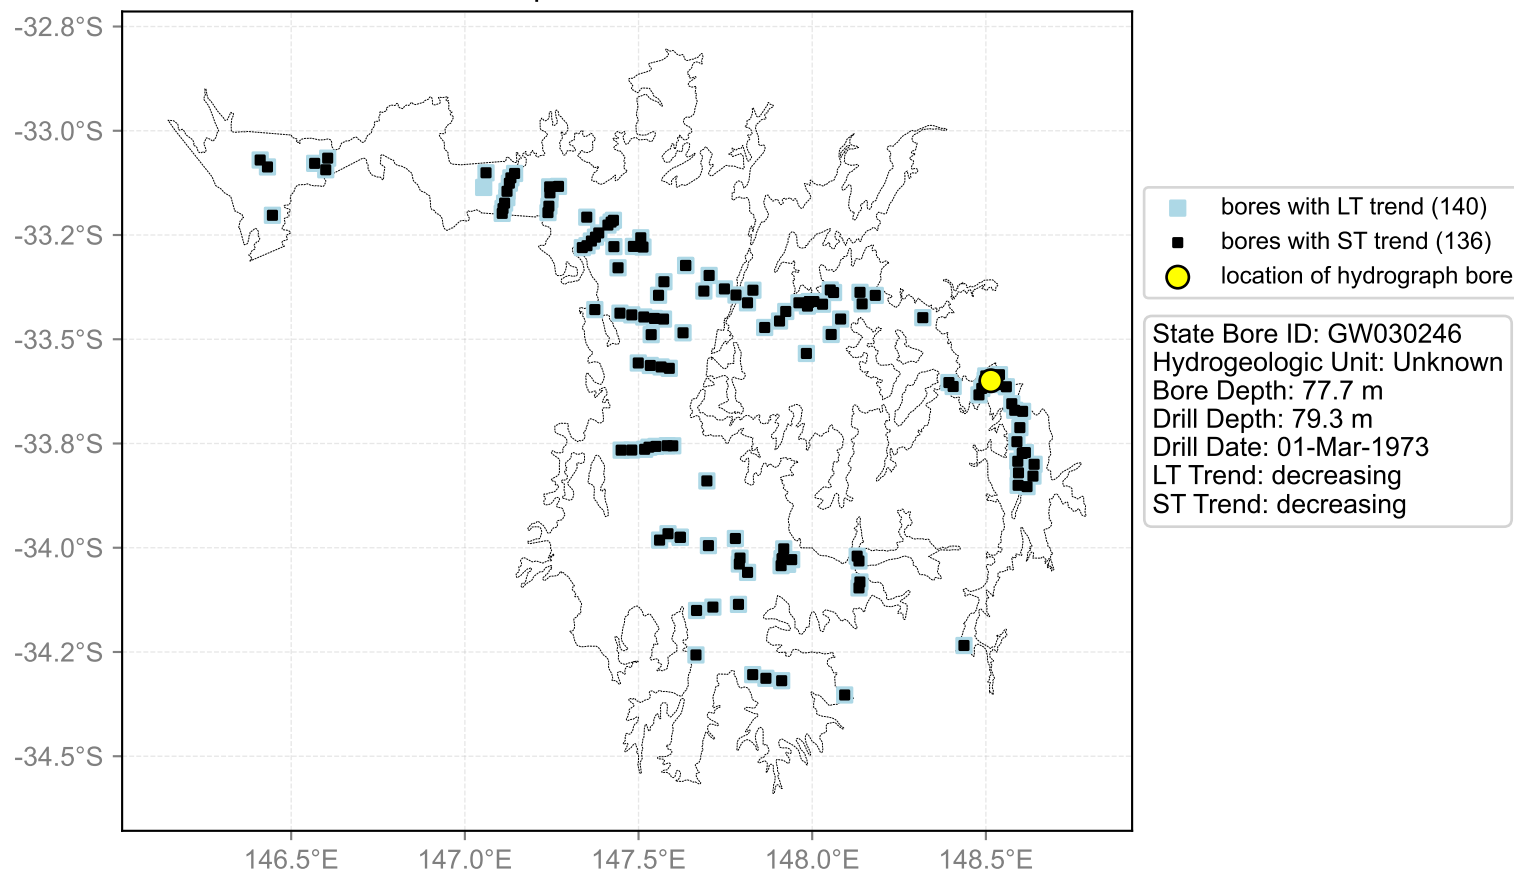 -32.8°S
-33.0°S
-33.2°S
-33.5°S
-33.8°S
-34.0°S
-34.2°S
-34.5°S
146.5°E
147.0°E
147.5°E
148.0°E
148.5°E
bores with LT trend (140)
bores with ST trend (136)
location of hydrograph bore
State Bore ID: GW030246
Hydrogeologic Unit: Unknown
Bore Depth: 77.7 m
Drill Depth: 79.3 m
Drill Date: 01-Mar-1973
LT Trend: decreasing
ST Trend: decreasing